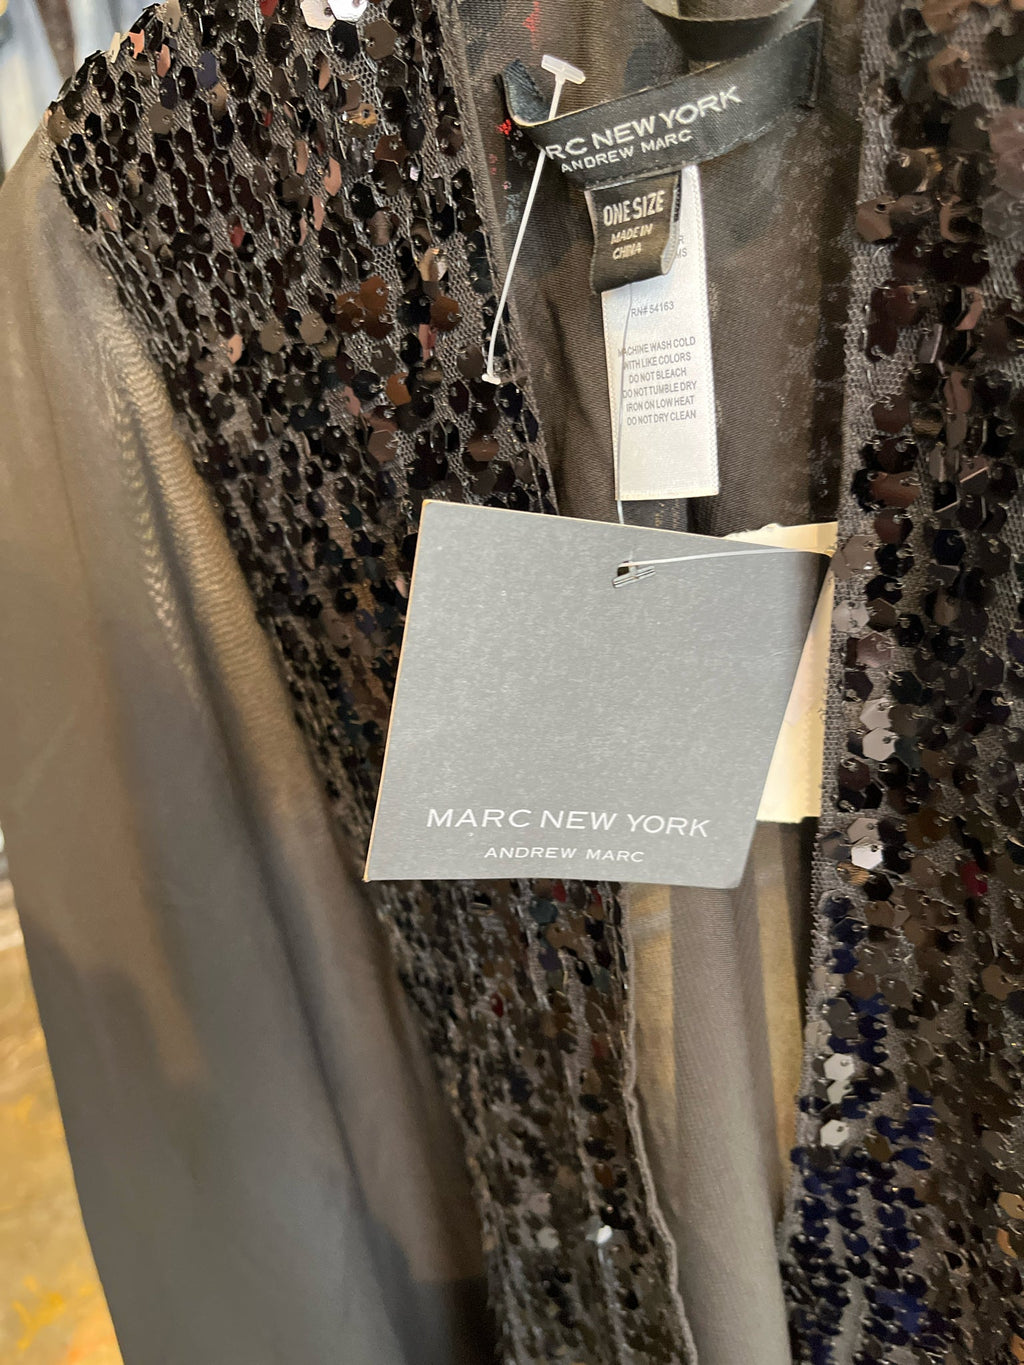 RC NEW YORK
ANDREW MARC
ONE SIZE
MADE IN
CHINA
RN# 54163
MACHINE WASH COLD
WITH LIKE COLORS
DO NOT BLEACH
DO NOT TUMBLE DRY
IRON ON LOW HEAT
DO NOT DRY CLEAN
MARC NEW YORK
ANDREW MARC